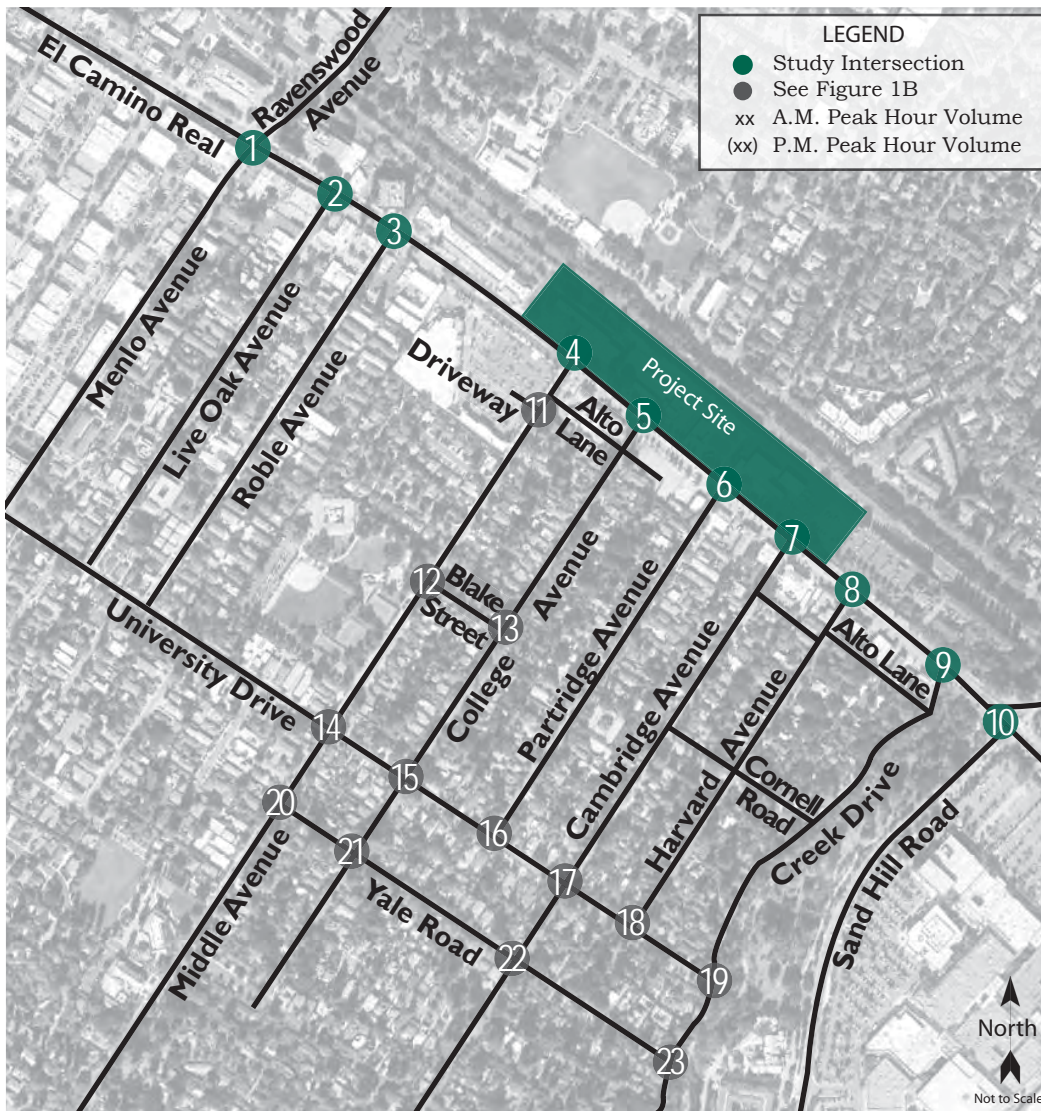 LEGEND
Study Intersection
See Figure 1B
xx A.M. Peak Hour Volume
(xx) P.M. Peak Hour Volume
El Camino Real
Ravenswood
Avenue
1
2
3
Menlo Avenue
Live Oak Avenue
Roble Avenue
4
Project Site
Driveway
11
Alto
Lane
5
6
7
8
12
Blake
Street
13
College
Avenue
Partridge Avenue
Cambridge Avenue
Harvard
Avenue
Alto Lane
9
10
University Drive
14
15
16
17
18
19
Cornell
Road
Creek Drive
Sand Hill Road
20
21
Middle Avenue
Yale Road
22
23
North
Not to Scale